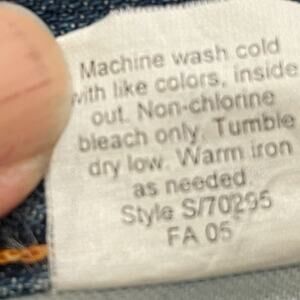 Machine wash cold
with like colors, inside
out. Non-chlorine
bleach only. Tumble
dry low. Warm iron
as needed
Style S/70295
FA 05